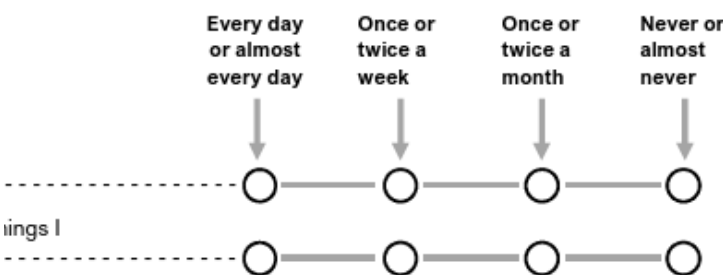 Every day
or almost
every day
Once or
twice a
week
Once or
twice a
month
Never or
almost
never
I